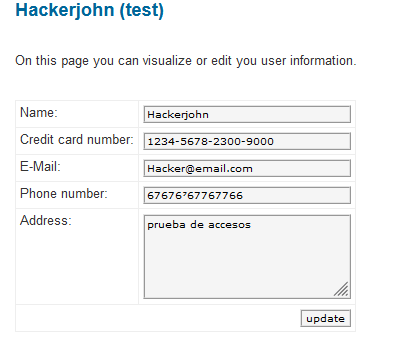 Hackerjohn (test)
On this page you can visualize or edit you user information.
Name: Hackerjohn
Credit card number: 1234-5678-2300-9000
E-Mail: Hacker@email.com
Phone number: 67676²67767766
Address: prueba de accesos
update